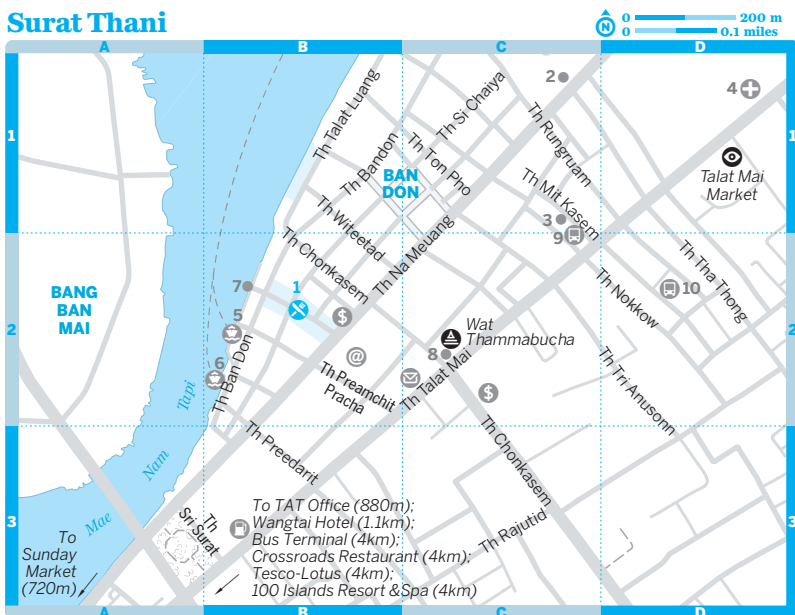 Surat Thani
N
0 200 m
0 0.1 miles
A B C D
1
2
3
1
2
3
A B C D
2
4
Th Talat Luang
Th Si Chaiya
Th Rungruam
Th Bandon
Th Ton Pho
BAN
DON
Talat Mai
Market
Th Mit Kasem
3
9
Th Witeetad
Th Chonkasem
Th Na Meuang
Th Tha Thong
Th Nokkow
10
BANG
BAN
MAI
7
1
5
$
Wat
Thammabucha
8
6
@
Th Ban Don
Th Preamchit
Pracha
Th Talat Mai
$
Th Tri Anusonn
Mae Nam Tapi
Th Preedarit
Th Chonkasem
Th Rajutid
Th
Sri Surat
To
Sunday
Market
(720m)
To TAT Office (880m);
Wangtai Hotel (1.1km);
Bus Terminal (4km);
Crossroads Restaurant (4km);
Tesco-Lotus (4km);
100 Islands Resort &Spa (4km)